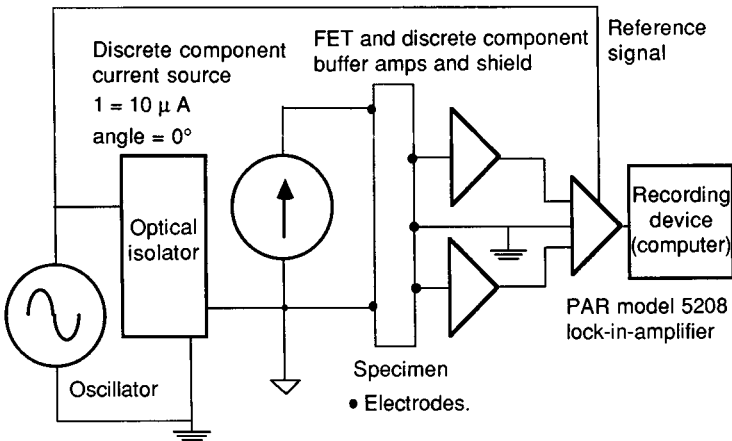 Discrete component
current source
1 = 10 μ A
angle = 0°
FET and discrete component
buffer amps and shield
Reference
signal
Optical
isolator
Recording
device
(computer)
PAR model 5208
lock-in-amplifier
Oscillator
Specimen
• Electrodes.